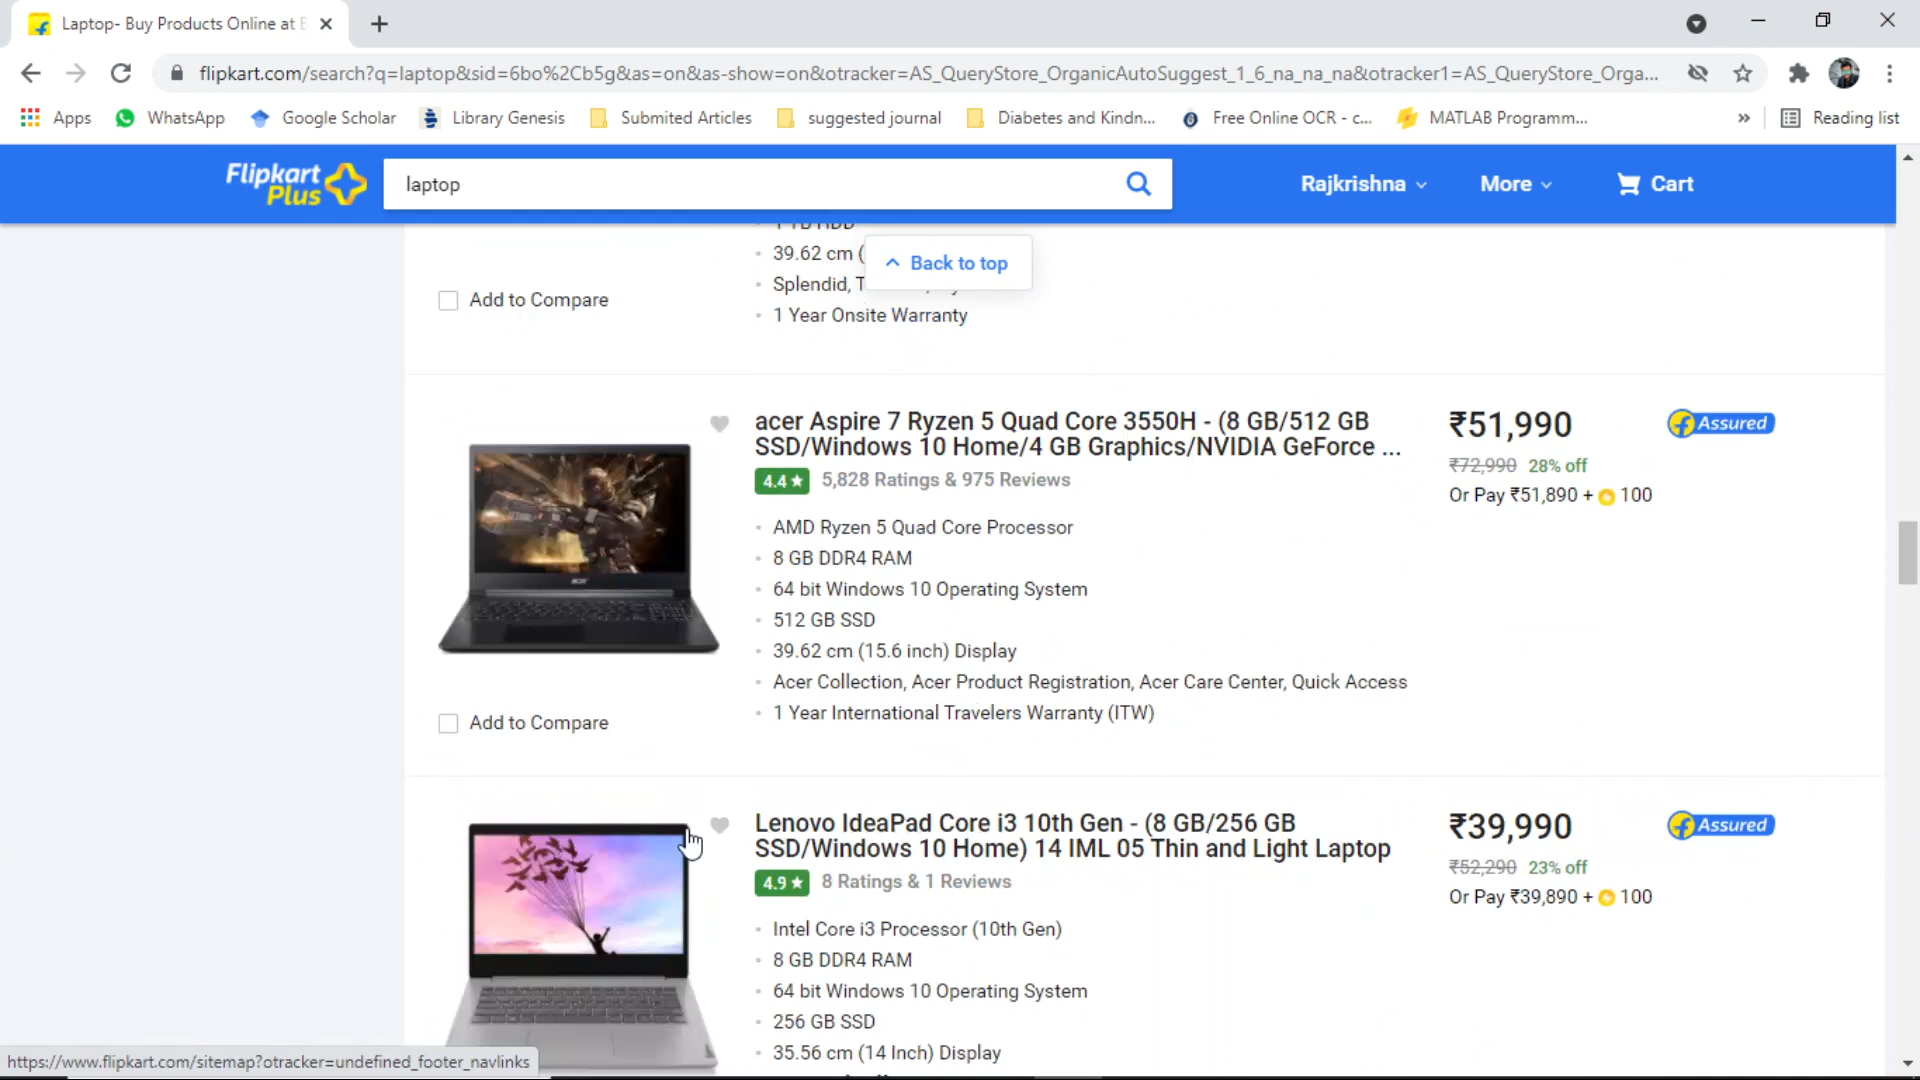 Laptop- Buy Products Online at
flipkart.com/search?q=laptop&sid=6bo%2Cb5g&as=on&as-show=on&otracker=AS_QueryStore_OrganicAutoSuggest_1_6_na_na_na&otracker1=AS_QueryStore_Orga...
Apps WhatsApp Google Scholar Library Genesis Submited Articles suggested journal Diabetes and Kindn... Free Online OCR - c... MATLAB Programm... » Reading list
Flipkart
Plus
laptop
Rajkrishna More Cart
1 TB HDD
39.62 cm (
Back to top
Splendid,
Add to Compare
1 Year Onsite Warranty
acer Aspire 7 Ryzen 5 Quad Core 3550H - (8 GB/512 GB
SSD/Windows 10 Home/4 GB Graphics/NVIDIA GeForce ...
4.4★ 5,828 Ratings & 975 Reviews
AMD Ryzen 5 Quad Core Processor
8 GB DDR4 RAM
64 bit Windows 10 Operating System
512 GB SSD
39.62 cm (15.6 inch) Display
Acer Collection, Acer Product Registration, Acer Care Center, Quick Access
1 Year International Travelers Warranty (ITW)
₹51,990
Assured
₹72,990 28% off
Or Pay ₹51,890 + 100
acer
Add to Compare
Lenovo IdeaPad Core i3 10th Gen - (8 GB/256 GB
SSD/Windows 10 Home) 14 IML 05 Thin and Light Laptop
4.9★ 8 Ratings & 1 Reviews
Intel Core i3 Processor (10th Gen)
8 GB DDR4 RAM
64 bit Windows 10 Operating System
256 GB SSD
35.56 cm (14 Inch) Display
₹39,990
Assured
₹52,290 23% off
Or Pay ₹39,890 + 100
https://www.flipkart.com/sitemap?otracker=undefined_footer_navlinks